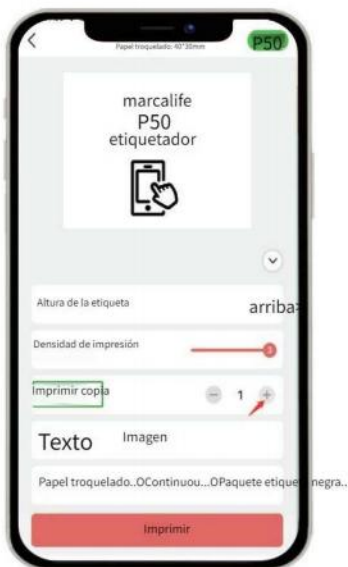 Papel troquelado: 40*30mm
P50
marcalife
P50
etiquetador
Altura de la etiqueta
arriba:
Densidad de impresión
3
Imprimir copia
1
Texto Imagen
Papel troquelado..OContinuou...OPaquete etique negra..
Imprimir